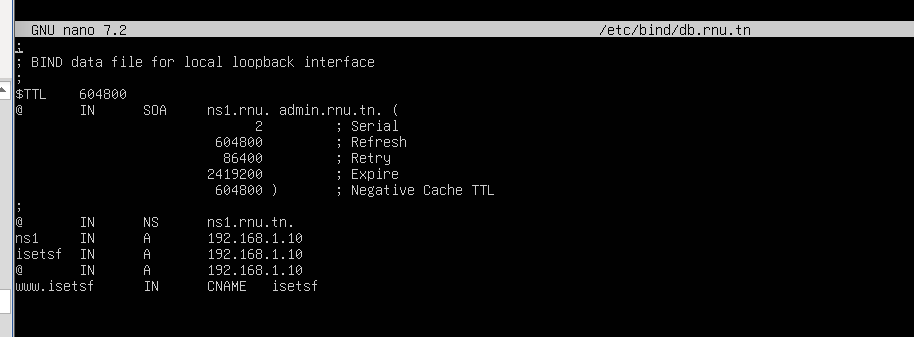 GNU nano 7.2 /etc/bind/db.rnu.tn
;
; BIND data file for local loopback interface
;
$TTL 604800
@ IN SOA ns1.rnu. admin.rnu.tn. (
2 ; Serial
604800 ; Refresh
86400 ; Retry
2419200 ; Expire
604800 ) ; Negative Cache TTL
;
@ IN NS ns1.rnu.tn.
ns1 IN A 192.168.1.10
isetsf IN A 192.168.1.10
@ IN A 192.168.1.10
www.isetsf IN CNAME isetsf